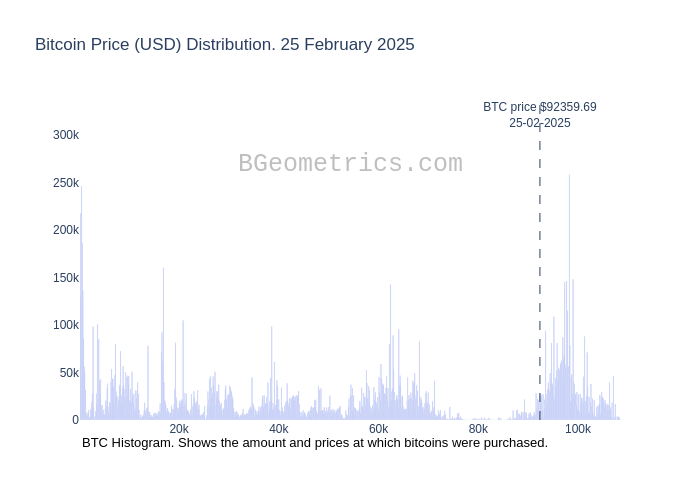 Bitcoin Price (USD) Distribution. 25 February 2025
BTC price $92359.69
25-02-2025
BGeometrics.com
300k
250k
200k
150k
100k
50k
0
20k 40k 60k 80k 100k
BTC Histogram. Shows the amount and prices at which bitcoins were purchased.